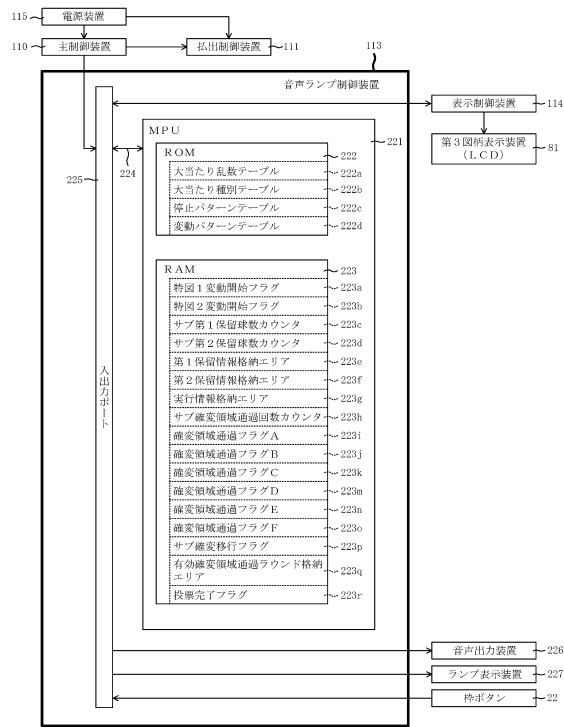 115
電源装置
110
主制御装置
払出制御装置
111
113
音声ランプ制御装置
表示制御装置
114
第３図柄表示装置
（ＬＣＤ）
81
ＭＰＵ
221
225
224
ＲＯＭ
222
大当たり乱数テーブル
222a
大当たり種別テーブル
222b
停止パターンテーブル
222c
変動パターンテーブル
222d
ＲＡＭ
223
特図１変動開始フラグ
223a
特図２変動開始フラグ
223b
サブ第１保留球数カウンタ
223c
サブ第２保留球数カウンタ
223d
第１保留情報格納エリア
223e
第２保留情報格納エリア
223f
実行情報格納エリア
223g
サブ確変領域通過回数カウンタ
223h
確変領域通過フラグＡ
223i
確変領域通過フラグＢ
223j
確変領域通過フラグＣ
223k
確変領域通過フラグＤ
223m
確変領域通過フラグＥ
223n
確変領域通過フラグＦ
223o
サブ確変移行フラグ
223p
有効確変領域通過ラウンド格納
エリア
223q
投票完了フラグ
223r
入出力ポート
音声出力装置
226
ランプ表示装置
227
枠ボタン
22